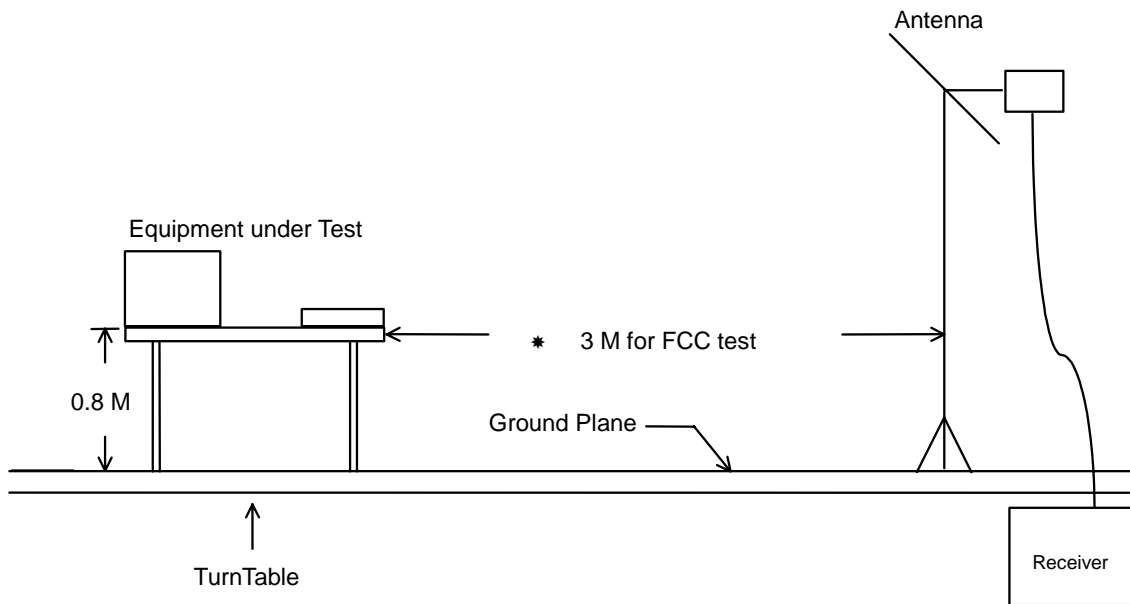 Antenna
Equipment under Test
✷ 3 M for FCC test
0.8 M
Ground Plane
TurnTable
Receiver